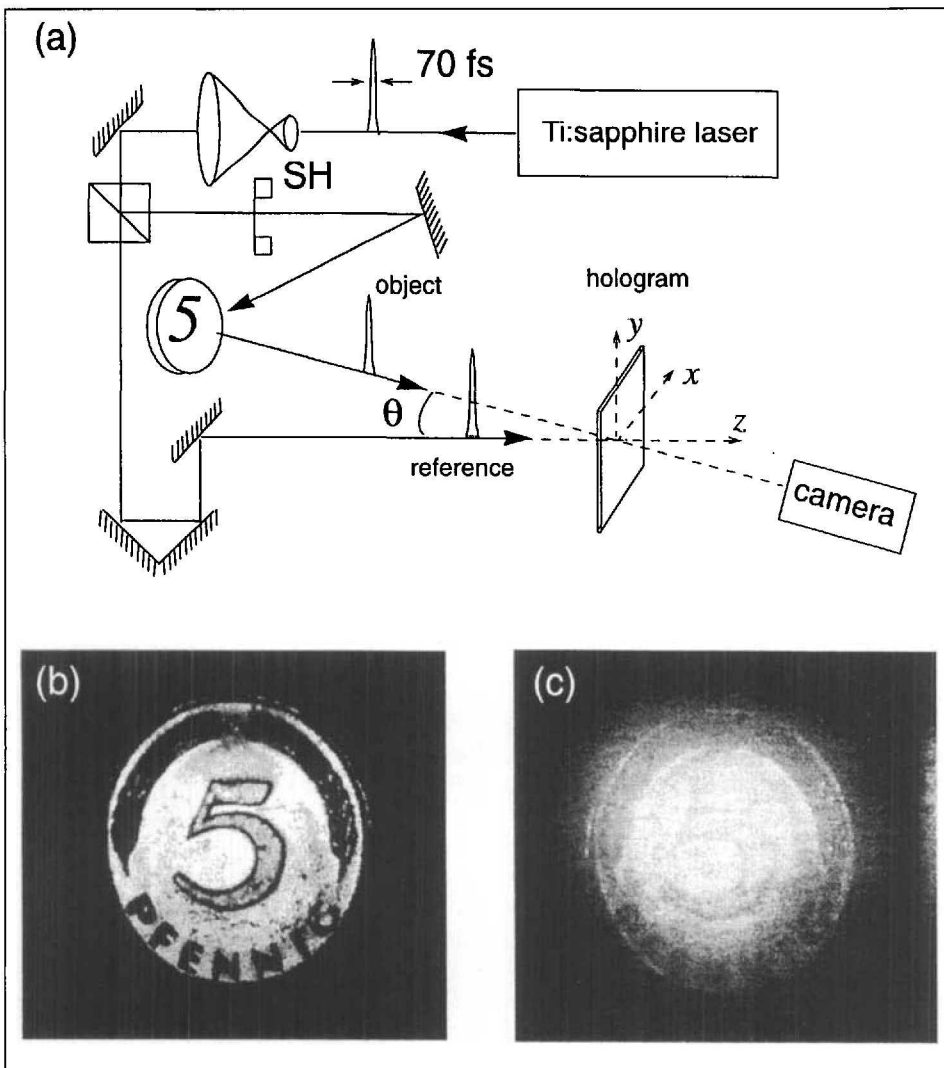 (a)
70 fs
Ti:sapphire laser
SH
5
object
hologram
y
x
θ
z
reference
camera
(b)
5
PFENNIG
(c)